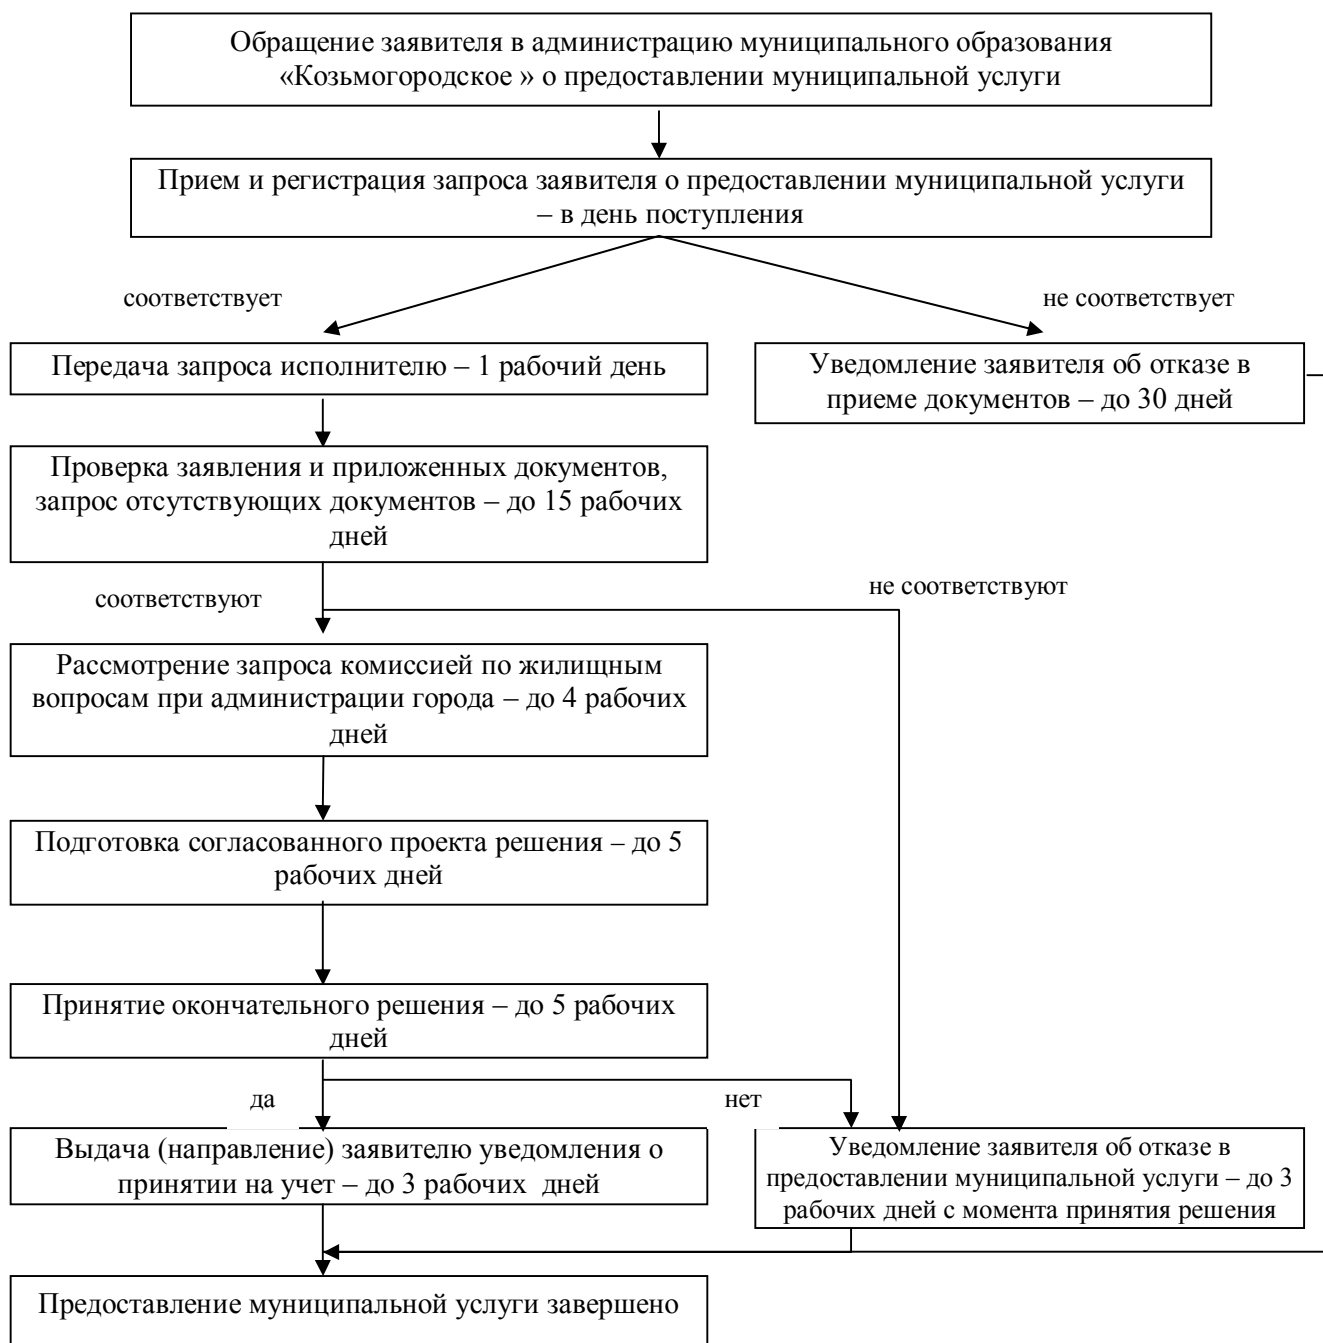 Обращение заявителя в администрацию муниципального образования
«Козьмогородское » о предоставлении муниципальной услуги
Прием и регистрация запроса заявителя о предоставлении муниципальной услуги
– в день поступления
соответствует
не соответствует
Передача запроса исполнителю – 1 рабочий день
Уведомление заявителя об отказе в
приеме документов – до 30 дней
Проверка заявления и приложенных документов,
запрос отсутствующих документов – до 15 рабочих
дней
соответствуют
не соответствуют
Рассмотрение запроса комиссией по жилищным
вопросам при администрации города – до 4 рабочих
дней
Подготовка согласованного проекта решения – до 5
рабочих дней
Принятие окончательного решения – до 5 рабочих
дней
да
нет
Выдача (направление) заявителю уведомления о
принятии на учет – до 3 рабочих  дней
Уведомление заявителя об отказе в
предоставлении муниципальной услуги – до 3
рабочих дней с момента принятия решения
Предоставление муниципальной услуги завершено